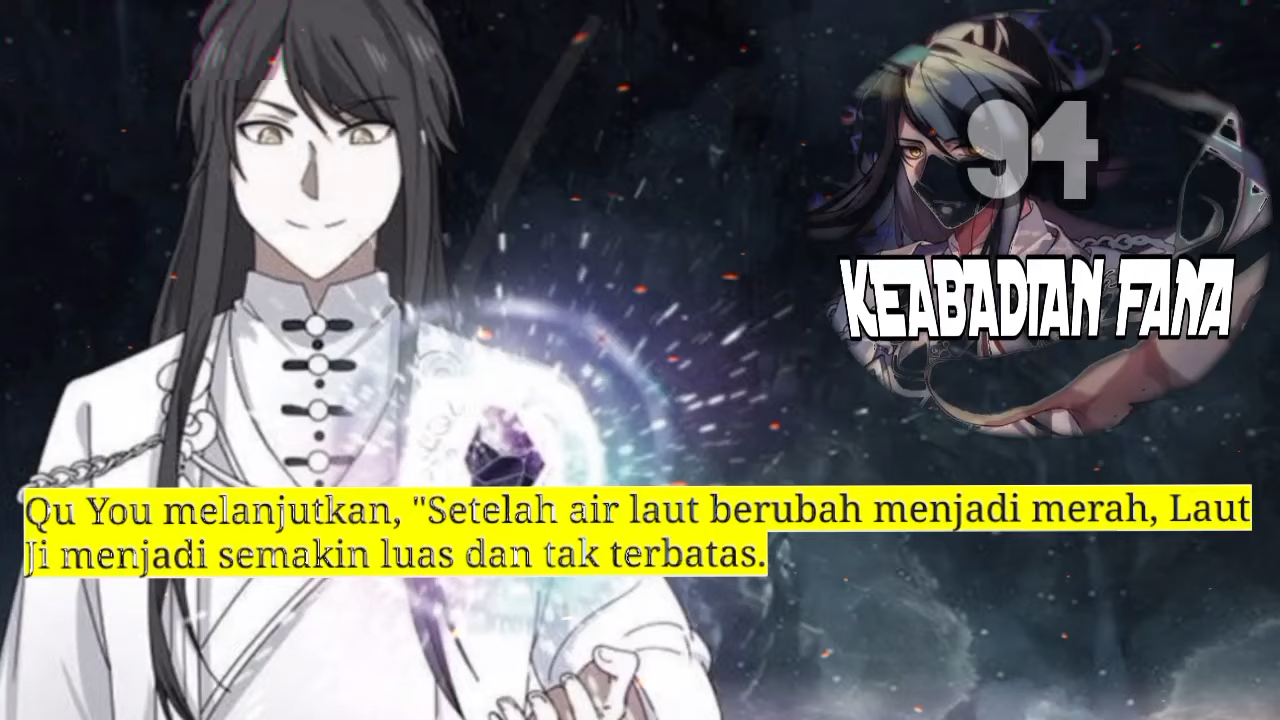 94
KEABADIAN FANA
Qu You melanjutkan, "Setelah air laut berubah menjadi merah, Laut
Ji menjadi semakin luas dan tak terbatas.